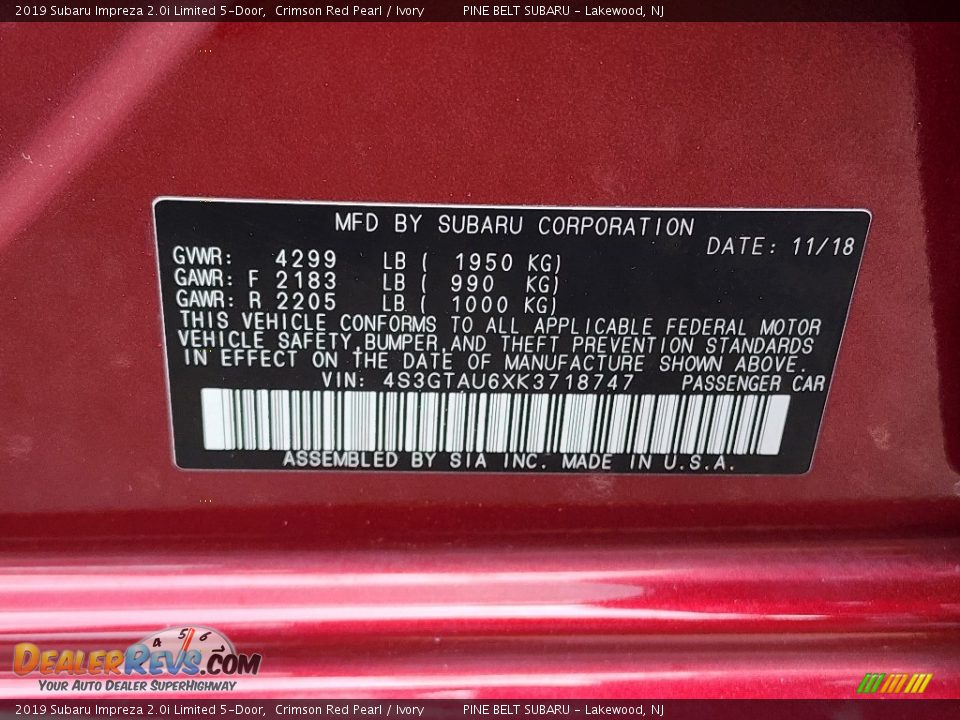 2019 Subaru Impreza 2.0i Limited 5-Door, Crimson Red Pearl / Ivory PINE BELT SUBARU - Lakewood, NJ
MFD BY SUBARU CORPORATION
DATE: 11/18
GVWR: 4299 LB ( 1950 KG)
GAWR: F 2183 LB ( 990 KG)
GAWR: R 2205 LB ( 1000 KG)
THIS VEHICLE CONFORMS TO ALL APPLICABLE FEDERAL MOTOR
VEHICLE SAFETY,BUMPER,AND THEFT PREVENTION STANDARDS
IN EFFECT ON THE DATE OF MANUFACTURE SHOWN ABOVE.
VIN: 4S3GTAU6XK3718747 PASSENGER CAR
ASSEMBLED BY SIA INC. MADE IN U.S.A.
4 5 6
DEALERREVS.COM
YOUR AUTO DEALER SUPERHIGHWAY
2019 Subaru Impreza 2.0i Limited 5-Door, Crimson Red Pearl / Ivory PINE BELT SUBARU - Lakewood, NJ